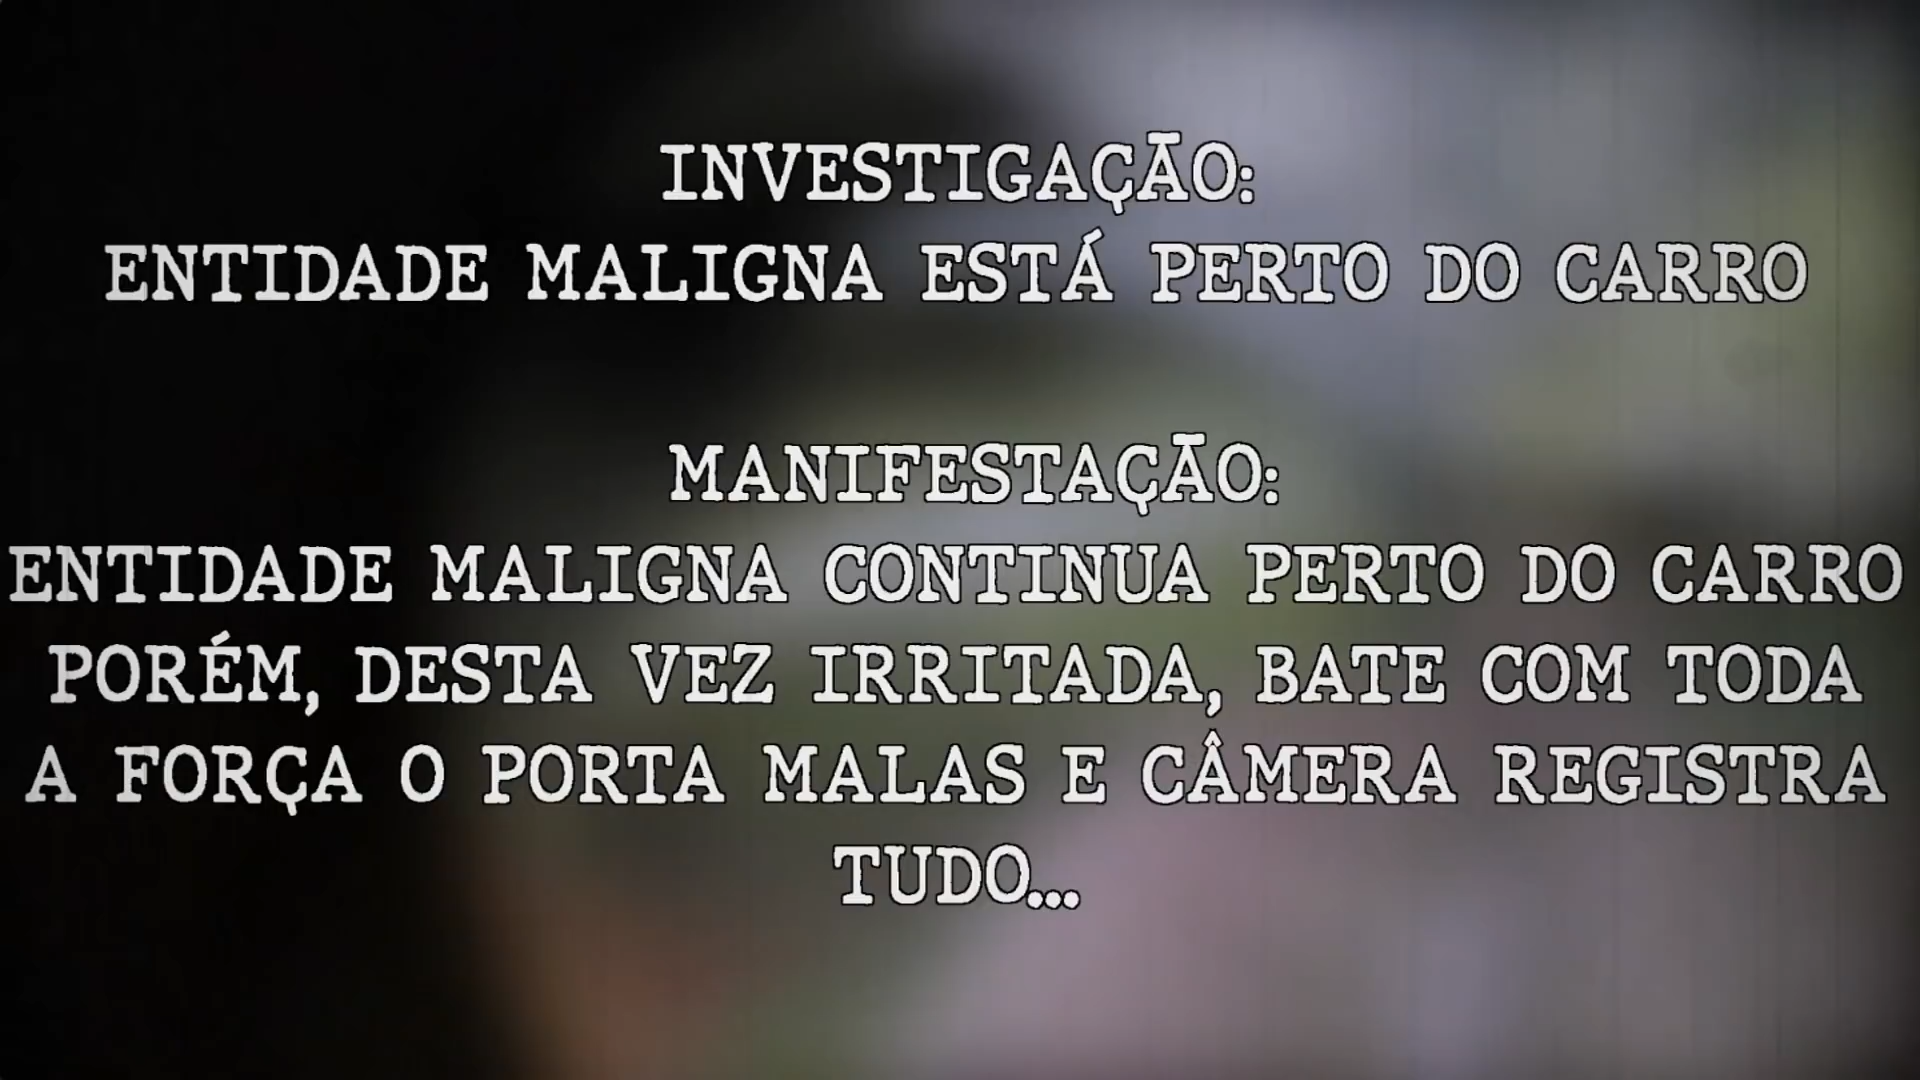 INVESTIGAÇÃO:
ENTIDADE MALIGNA ESTÁ PERTO DO CARRO
MANIFESTAÇÃO:
ENTIDADE MALIGNA CONTINUA PERTO DO CARRO
PORÉM, DESTA VEZ IRRITADA, BATE COM TODA
A FORÇA O PORTA MALAS E CÂMERA REGISTRA
TUDO...